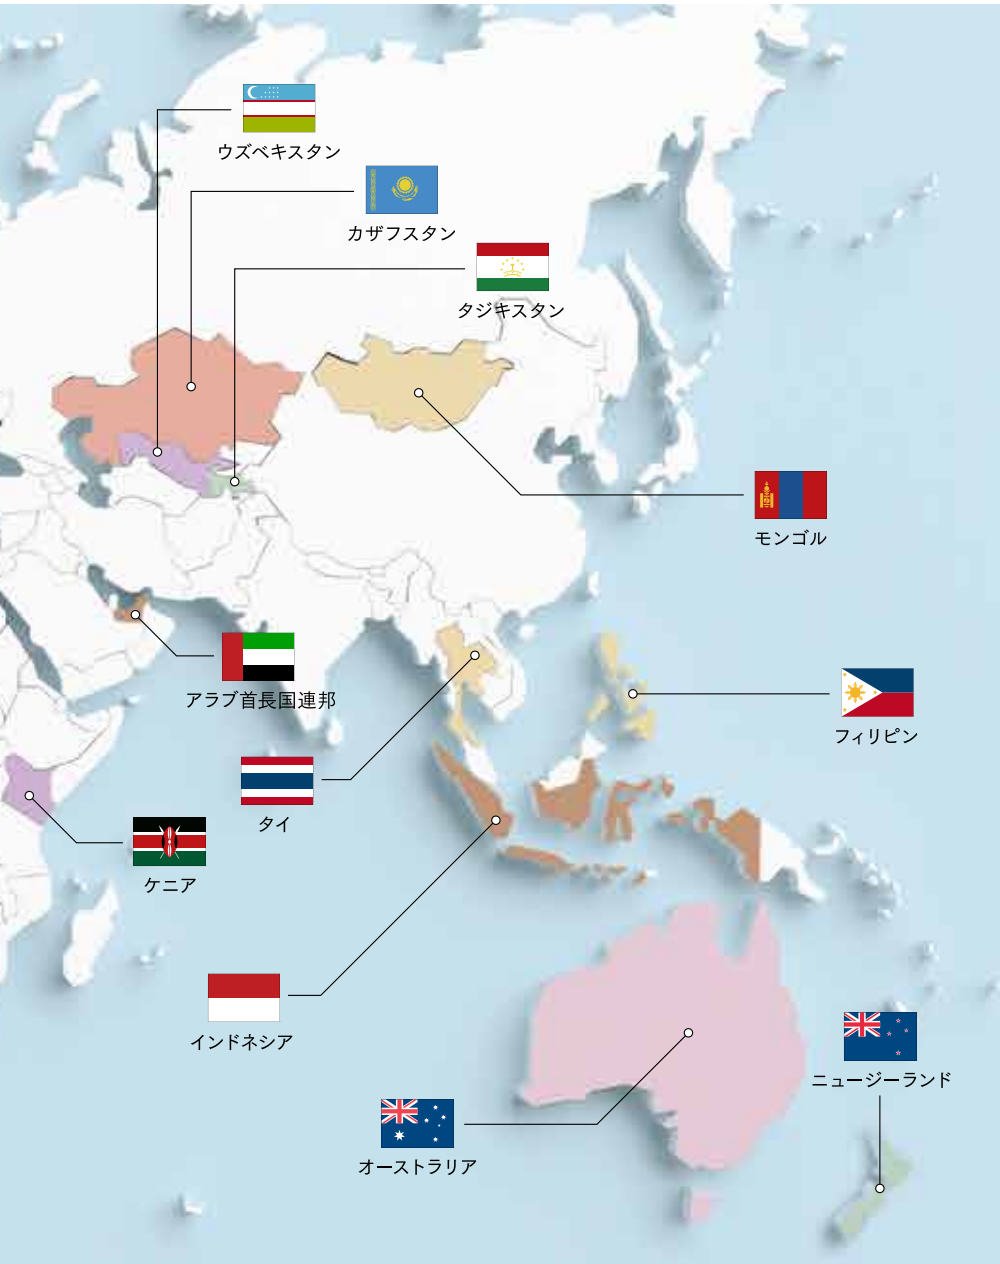 ウズベキスタン
カザフスタン
タジキスタン
モンゴル
アラブ首長国連邦
フィリピン
タイ
ケニア
インドネシア
ニュージーランド
オーストラリア